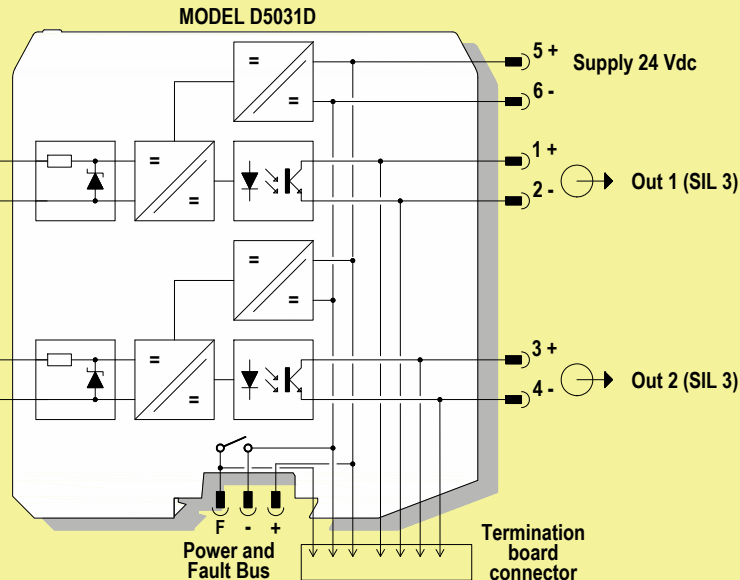 MODEL D5031D
5 +
Supply 24 Vdc
6 -
1 +
Out 1 (SIL 3)
2 -
3 +
Out 2 (SIL 3)
4 -
F - +
Power and
Fault Bus
Termination
board
connector